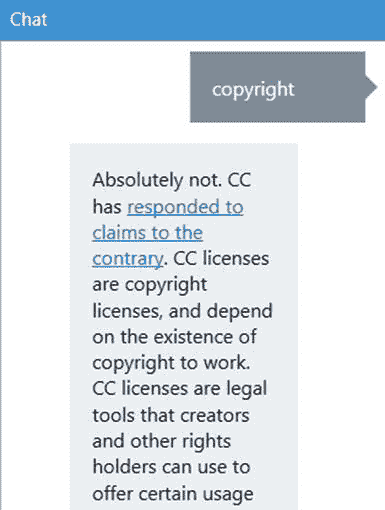 Chat
copyright
Absolutely not. CC
has responded to
claims to the
contrary. CC licenses
are copyright
licenses, and depend
on the existence of
copyright to work.
CC licenses are legal
tools that creators
and other rights
holders can use to
offer certain usage